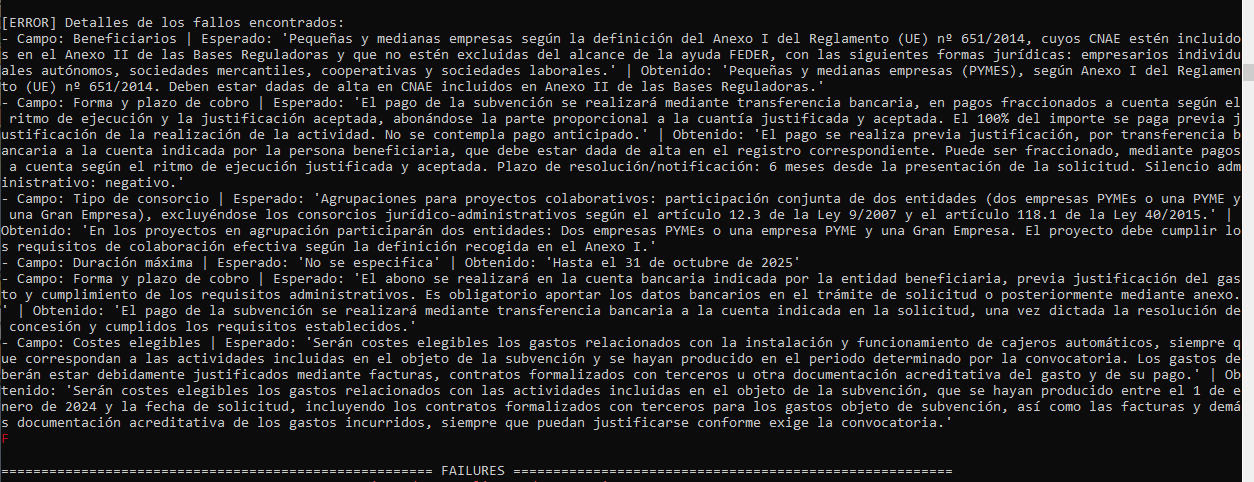 [ERROR] Detalles de los fallos encontrados:
- Campo: Beneficiarios | Esperado: 'Pequeñas y medianas empresas según la definición del Anexo I del Reglamento (UE) nº 651/2014, cuyos CNAE estén incluido
s en el Anexo II de las Bases Reguladoras y que no estén excluidas del alcance de la ayuda FEDER, con las siguientes formas jurídicas: empresarios individu
ales autónomos, sociedades mercantiles, cooperativas y sociedades laborales.' | Obtenido: 'Pequeñas y medianas empresas (PYMES), según Anexo I del Reglamen
to (UE) nº 651/2014. Deben estar dadas de alta en CNAE incluidos en Anexo II de las Bases Reguladoras.'
- Campo: Forma y plazo de cobro | Esperado: 'El pago de la subvención se realizará mediante transferencia bancaria, en pagos fraccionados a cuenta según el
 ritmo de ejecución y la justificación aceptada, abonándose la parte proporcional a la cuantía justificada y aceptada. El 100% del importe se paga previa j
ustificación de la realización de la actividad. No se contempla pago anticipado.' | Obtenido: 'El pago se realiza previa justificación, por transferencia b
ancaria a la cuenta indicada por la persona beneficiaria, que debe estar dada de alta en el registro correspondiente. Puede ser fraccionado, mediante pagos
 a cuenta según el ritmo de ejecución justificada y aceptada. Plazo de resolución/notificación: 6 meses desde la presentación de la solicitud. Silencio adm
inistrativo: negativo.'
- Campo: Tipo de consorcio | Esperado: 'Agrupaciones para proyectos colaborativos: participación conjunta de dos entidades (dos empresas PYMEs o una PYME y
 una Gran Empresa), excluyéndose los consorcios jurídico-administrativos según el artículo 12.3 de la Ley 9/2007 y el artículo 118.1 de la Ley 40/2015.' |
Obtenido: 'En los proyectos en agrupación participarán dos entidades: Dos empresas PYMEs o una empresa PYME y una Gran Empresa. El proyecto debe cumplir lo
s requisitos de colaboración efectiva según la definición recogida en el Anexo I.'
- Campo: Duración máxima | Esperado: 'No se especifica' | Obtenido: 'Hasta el 31 de octubre de 2025'
- Campo: Forma y plazo de cobro | Esperado: 'El abono se realizará en la cuenta bancaria indicada por la entidad beneficiaria, previa justificación del gas
to y cumplimiento de los requisitos administrativos. Es obligatorio aportar los datos bancarios en el trámite de solicitud o posteriormente mediante anexo.
' | Obtenido: 'El pago de la subvención se realizará mediante transferencia bancaria a la cuenta indicada en la solicitud, una vez dictada la resolución de
 concesión y cumplidos los requisitos establecidos.'
- Campo: Costes elegibles | Esperado: 'Serán costes elegibles los gastos relacionados con la instalación y funcionamiento de cajeros automáticos, siempre q
ue correspondan a las actividades incluidas en el objeto de la subvención y se hayan producido en el periodo determinado por la convocatoria. Los gastos de
berán estar debidamente justificados mediante facturas, contratos formalizados con terceros u otra documentación acreditativa del gasto y de su pago.' | Ob
tenido: 'Serán costes elegibles los gastos relacionados con las actividades incluidas en el objeto de la subvención, que se hayan producido entre el 1 de e
nero de 2024 y la fecha de solicitud, incluyendo los contratos formalizados con terceros para los gastos objeto de subvención, así como las facturas y demá
s documentación acreditativa de los gastos incurridos, siempre que puedan justificarse conforme exige la convocatoria.'
F
====================================================== FAILURES =======================================================